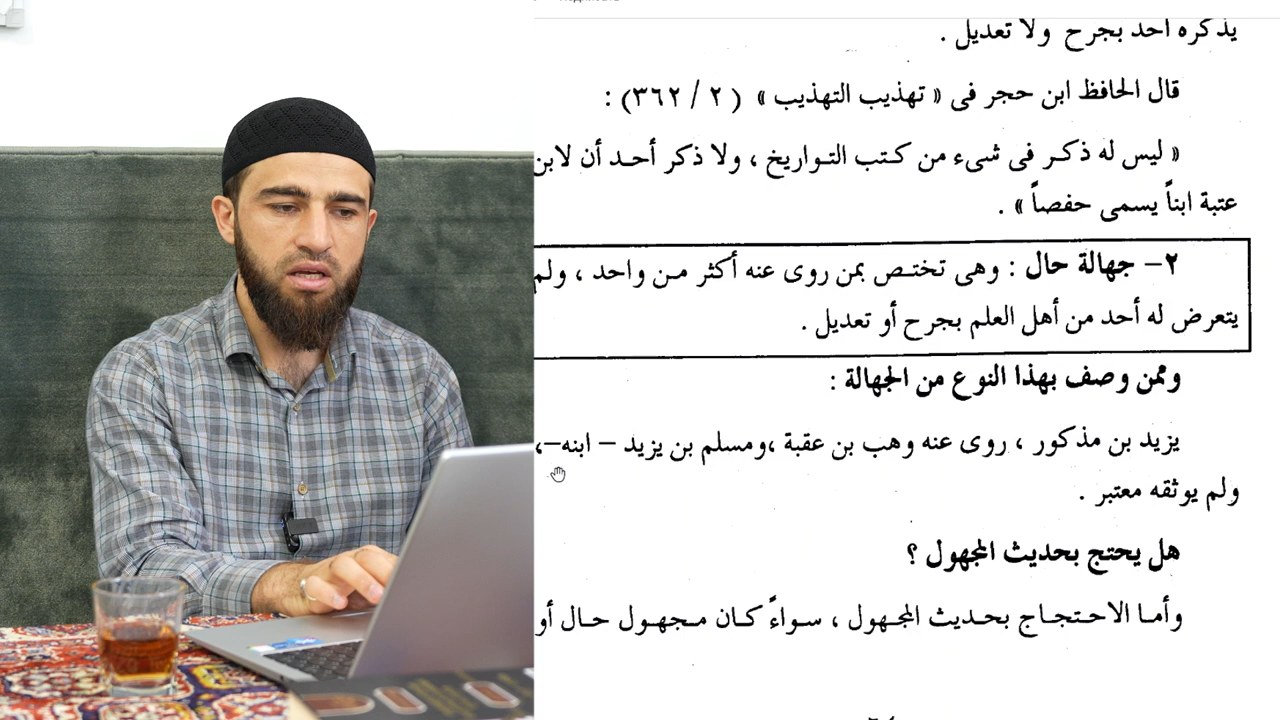 يذكره أحد بجرح ولا تعديل .
قال الحافظ ابن حجر فى « تهذيب التهذيب » ( ٢ / ٣٦٢) :
« ليس له ذكر فى شىء من كتب التواريخ ، ولا ذكر أحد أن لابن
عتبة ابناً يسمى حفصاً » .
٢- جهالة حال : وهى تختص بمن روى عنه أكثر من واحد ، ولم
يتعرض له أحد من أهل العلم بجرح أو تعديل .
وممن وصف بهذا النوع من الجهالة :
يزيد بن مذكور ، روى عنه وهب بن عقبة ،ومسلم بن يزيد – ابنه–،
ولم يوثقه معتبر .
هل يحتج بحديث المجهول ؟
وأما الاحتجاج بحديث المجهول ، سواءً كان مجهول حال أو